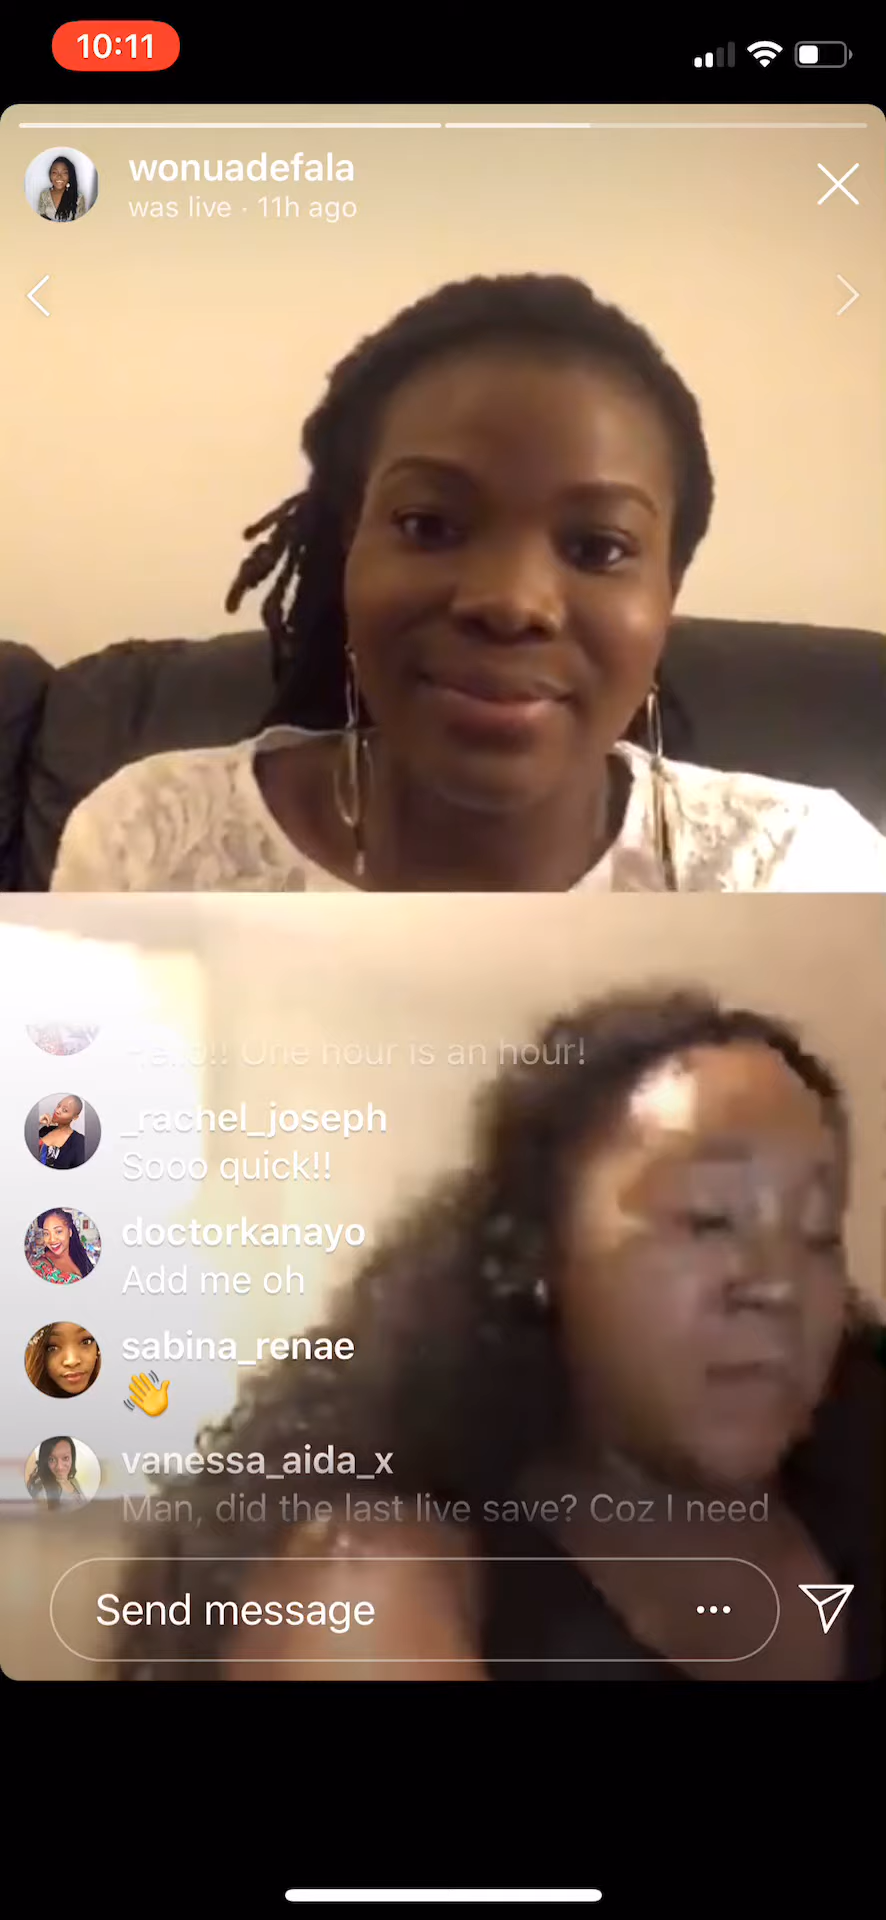 10:11
wonuadefala
was live · 11h ago
One hour is an hour!
_rachel_joseph
Sooo quick!!
doctorkanayo
Add me oh
sabina_renae
👋
vanessa_aida_x
Man, did the last live save? Coz I need
Send message